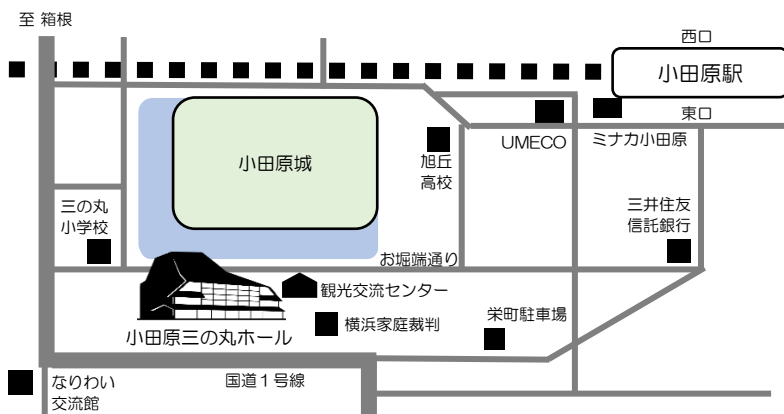 至 箱根
西口
小田原駅
東口
UMECO
ミナカ小田原
小田原城
旭丘
高校
三の丸
小学校
三井住友
信託銀行
お堀端通り
観光交流センター
小田原三の丸ホール
横浜家庭裁判
栄町駐車場
なりわい
交流館
国道1号線